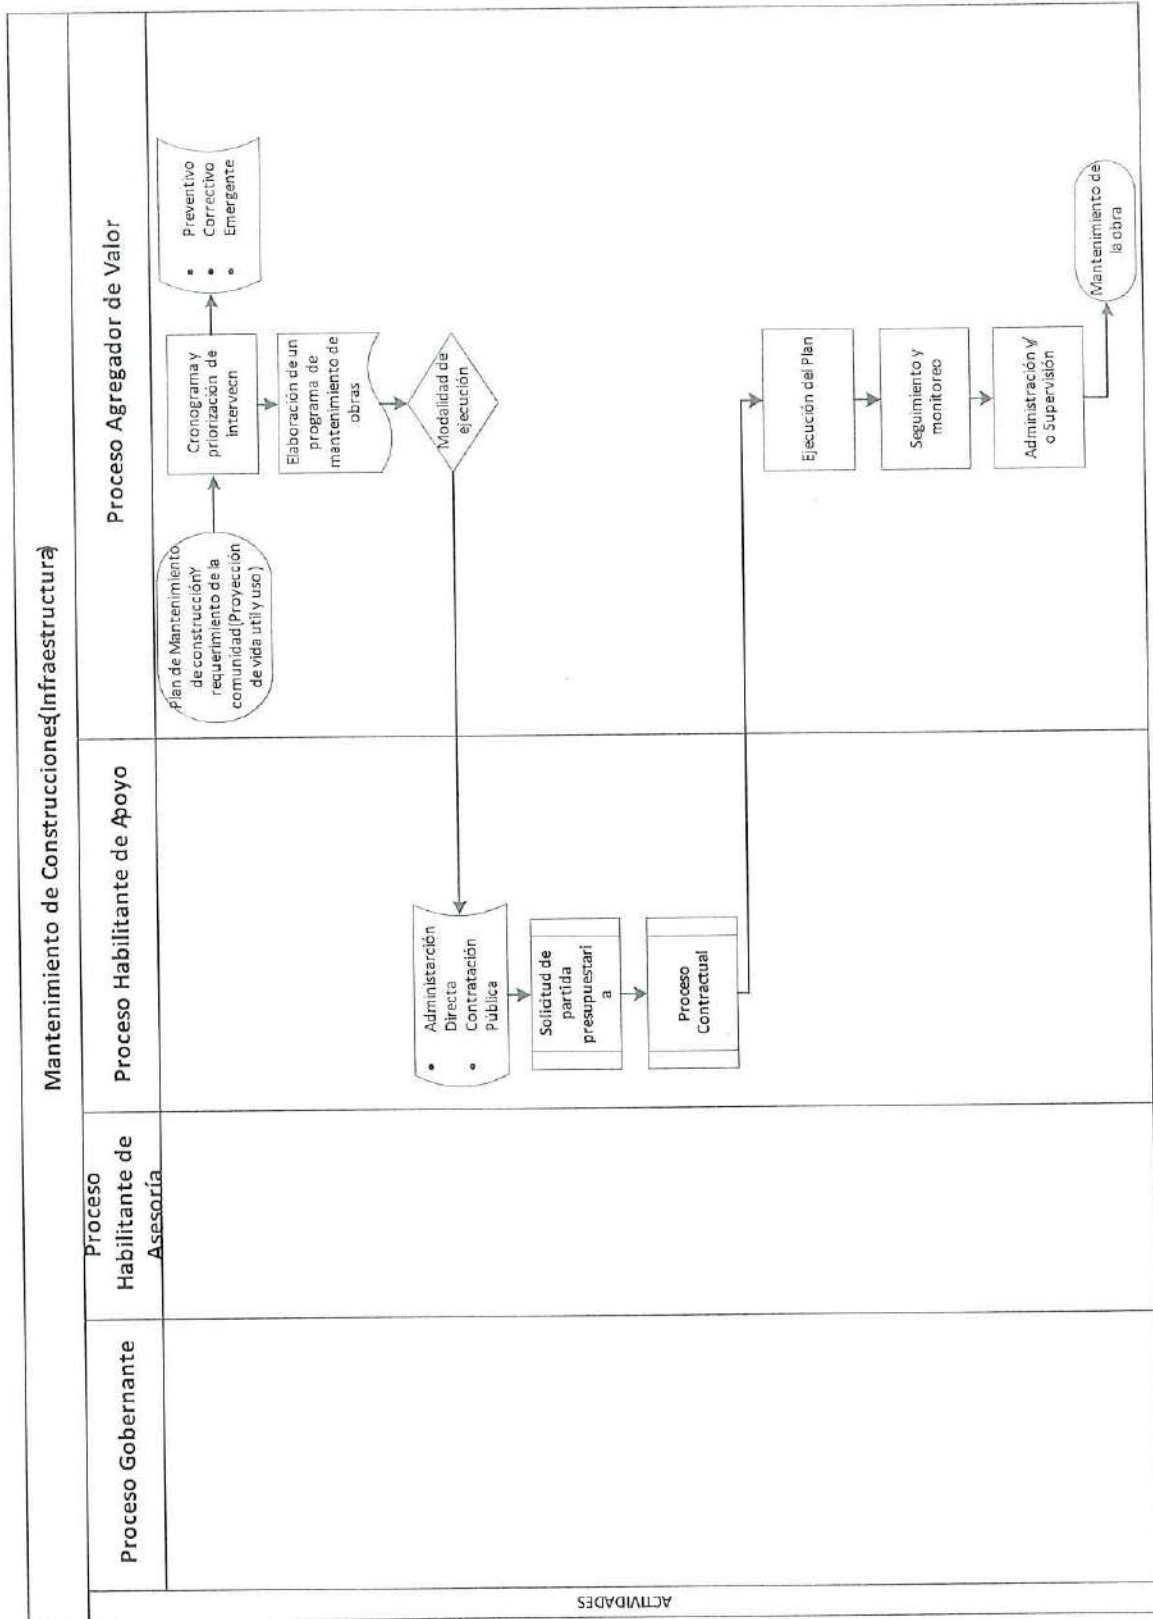 Mantenimiento de Construcciones(Infraestructura)
Proceso Gobernante
Proceso
Habilitante de
Asesoría
Proceso Habilitante de Apoyo
Proceso Agregador de Valor
ACTIVIDADES
Plan de Mantenimiento
de construcciónY
requerimiento de la
comunidad(Proyección
de vida util y uso)
Cronograma y
priorización de
intervecn
• Preventivo
• Correctivo
• Emergente
Elaboración de un
programa de
mantenimiento de
obras
Modalidad de
ejecución
• Administarción
Directa
• Contratación
Pública
Solicitud de
partida
presupuestari
a
Proceso
Contractual
Ejecución del Plan
Seguimiento y
monitoreo
Administración y/
o Supervisión
Mantenimiento de
la obra